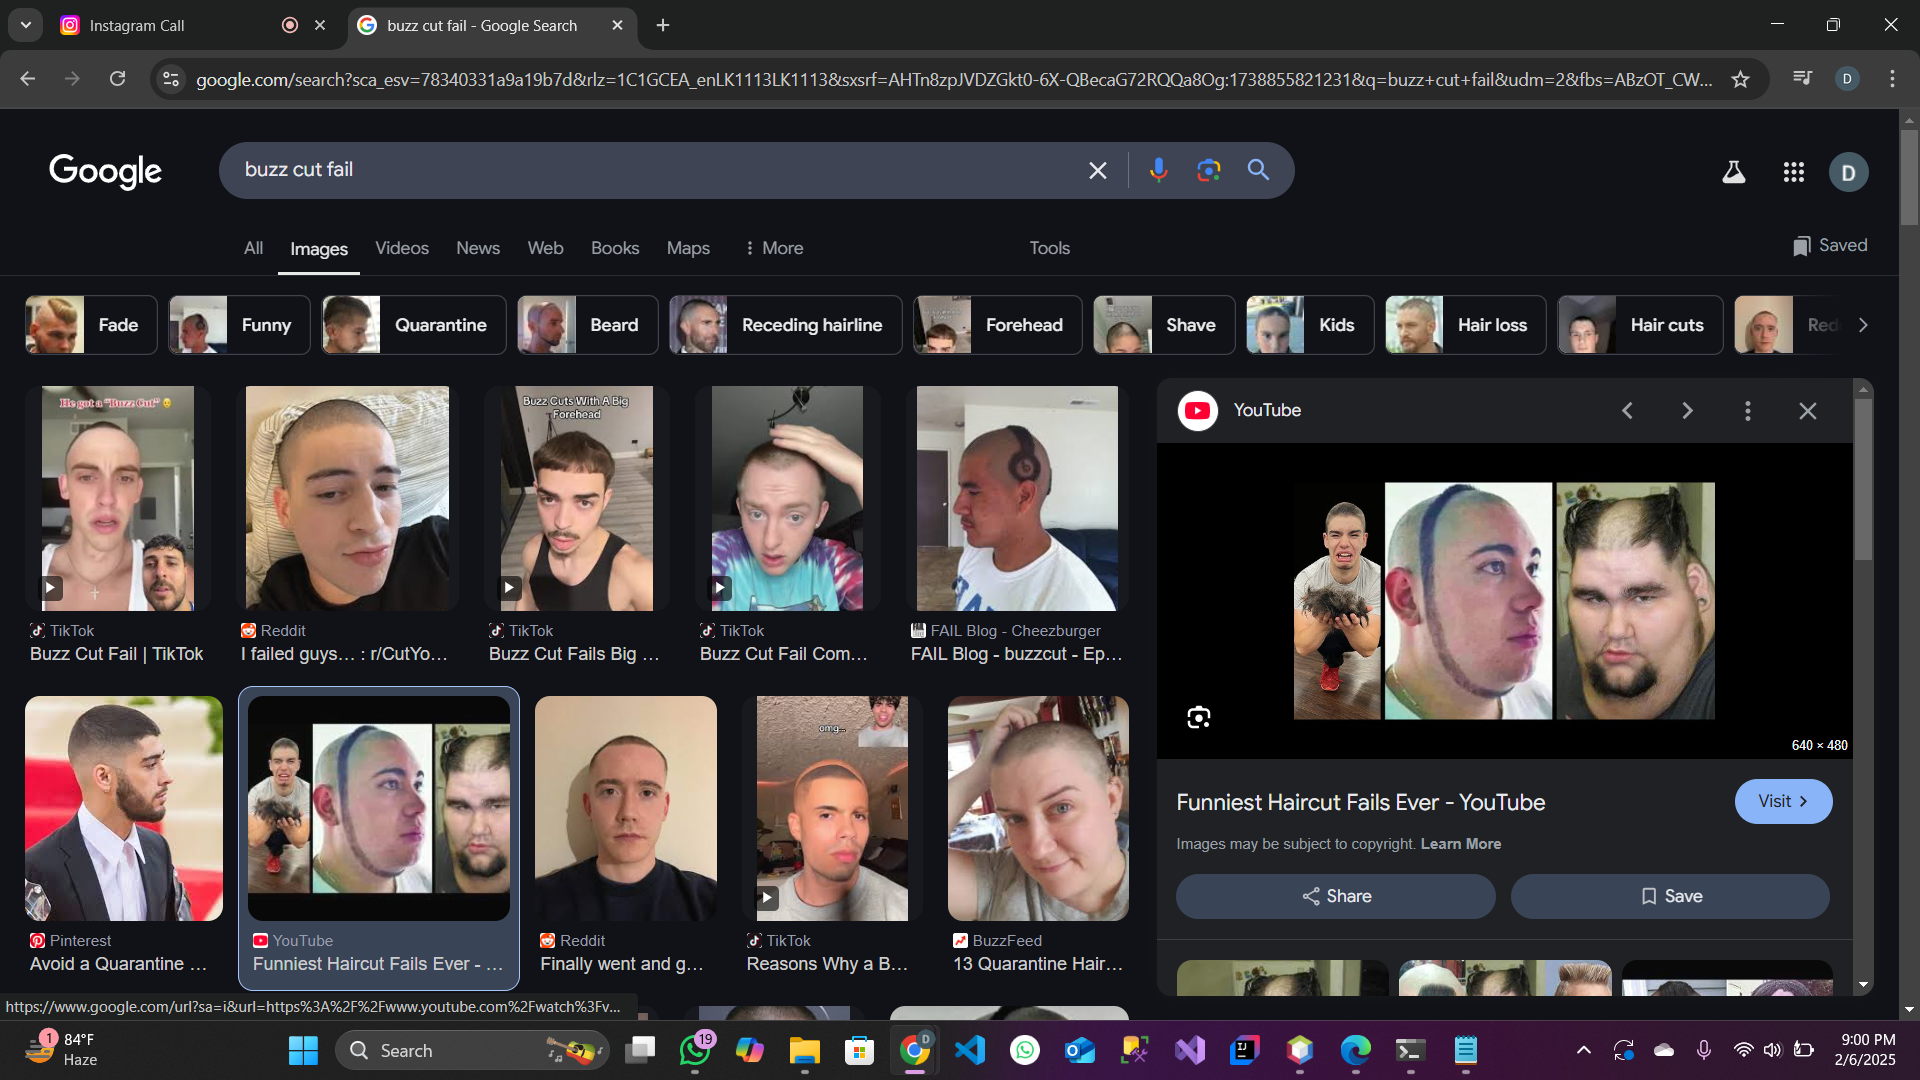 Instagram Call
buzz cut fail - Google Search
google.com/search?sca_esv=78340331a9a19b7d&rlz=1C1GCEA_enLK1113LK1113&sxsrf=AHTn8zpJVDZGkt0-6X-QBecaG72RQQa8Og:1738855821231&q=buzz+cut+fail&udm=2&fbs=ABzOT_CW...
D
Google
buzz cut fail
D
All Images Videos News Web Books Maps More Tools
Saved
Fade Funny Quarantine Beard Receding hairline Forehead Shave Kids Hair loss Hair cuts Red
He got a "Buzz Cut"
Buzz Cuts With A Big
Forehead
YouTube
TikTok
Buzz Cut Fail | TikTok
Reddit
I failed guys... : r/CutYo...
TikTok
Buzz Cut Fails Big ...
TikTok
Buzz Cut Fail Com...
FAIL Blog - Cheezburger
FAIL Blog - buzzcut - Ep...
omg...
640 × 480
Funniest Haircut Fails Ever - YouTube
Visit
Images may be subject to copyright. Learn More
Share
Save
Pinterest
Avoid a Quarantine ...
YouTube
Funniest Haircut Fails Ever - ...
Reddit
Finally went and g...
TikTok
Reasons Why a B...
BuzzFeed
13 Quarantine Hair...
https://www.google.com/url?sa=i&url=https%3A%2F%2Fwww.youtube.com%2Fwatch%3Fv...
1
84°F
Haze
Search
19
D
IJ
9:00 PM
2/6/2025